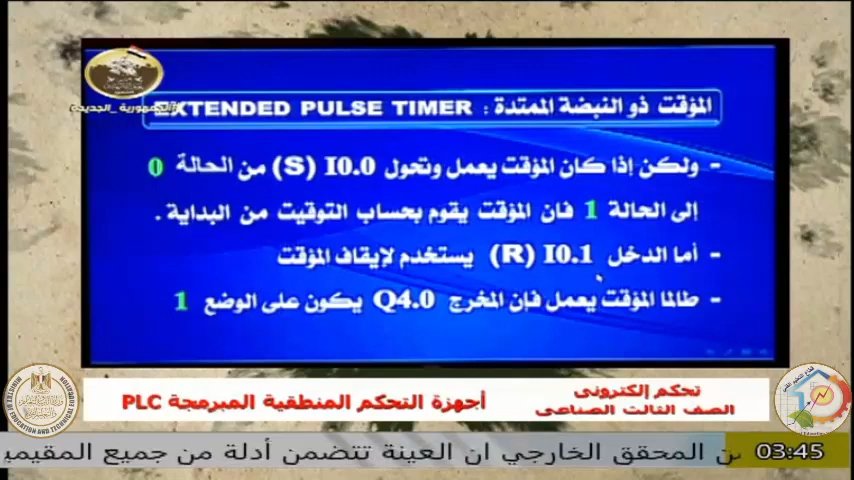 #الجمهورية_الجديدة
المؤقت ذو النبضة الممتدة : EXTENDED PULSE TIMER
- ولكن إذا كان المؤقت يعمل وتحول I0.0 (S) من الحالة 0
إلى الحالة 1 فان المؤقت يقوم بحساب التوقيت من البداية .
- أما الدخل I0.1 (R) يستخدم لإيقاف المؤقت
- طالما المؤقت يعمل فإن المخرج Q4.0 يكون على الوضع 1
تحكم إلكترونى
الصف الثالث الصناعى
أجهزة التحكم المنطقية المبرمجة PLC
المحقق الخارجي ان العينة تتضمن أدلة من جميع
03:45